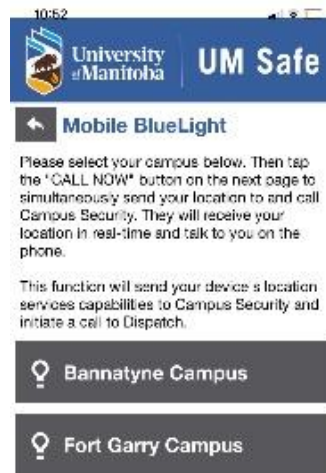 10:52
University
of Manitoba
UM Safe
Mobile BlueLight
Please select your campus below. Then tap
the "CALL NOW" button on the next page to
simultaneously send your location to and call
Campus Security. They will receive your
location in real-time and talk to you on the
phone.
This function will send your device s location
services capabilities to Campus Security and
initiate a call to Dispatch.
Bannatyne Campus
Fort Garry Campus